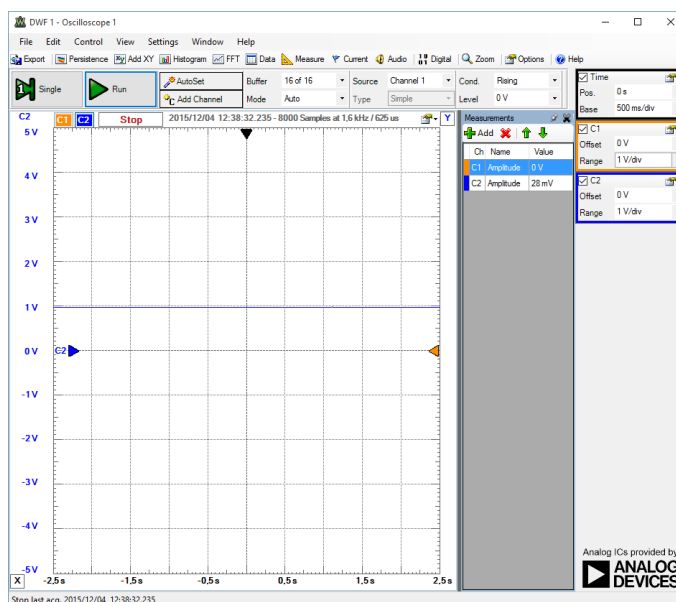 DWF 1 - Oscilloscope 1
File Edit Control View Settings Window Help
Export Persistence Add XY Histogram FFT Data Measure Current Audio Digital Zoom Options Help
Single Run AutoSet Buffer 16 of 16 Source Channel 1 Cond. Rising
Add Channel Mode Auto Type Simple Level 0 V
Time
Pos. 0 s
Base 500 ms/div
C1
Offset 0 V
Range 1 V/div
C2
Offset 0 V
Range 1 V/div
C2 C1 C2 Stop 2015/12/04 12:38:32.235 - 8000 Samples at 1,6 kHz / 625 us Y
Measurements
Add
Ch Name Value
C1 Amplitude 0 V
C2 Amplitude 28 mV
5 V
4 V
3 V
2 V
1 V
0 V C2
-1 V
-2 V
-3 V
-4 V
-5 V
X -2,5 s -1,5 s -0,5 s 0,5 s 1,5 s 2,5 s
Analog ICs provided by
ANALOG
DEVICES
Stop last acq. 2015/12/04 12:38:32.235